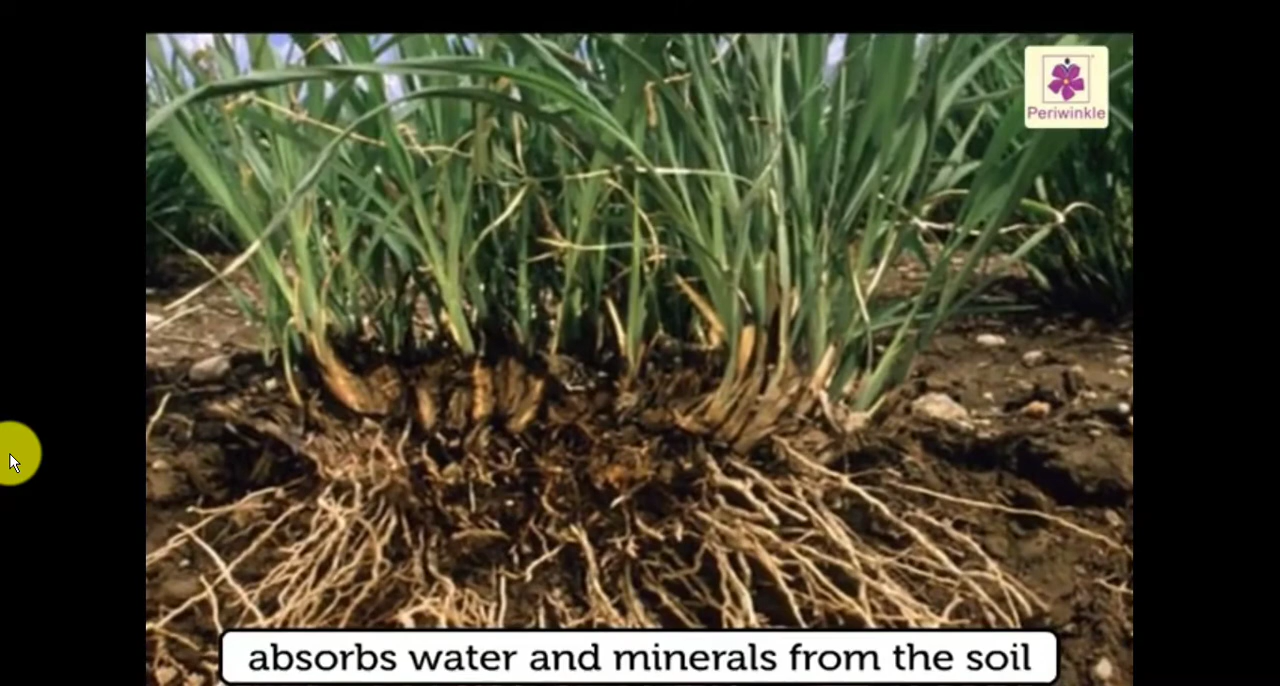 Periwinkle
absorbs water and minerals from the soil